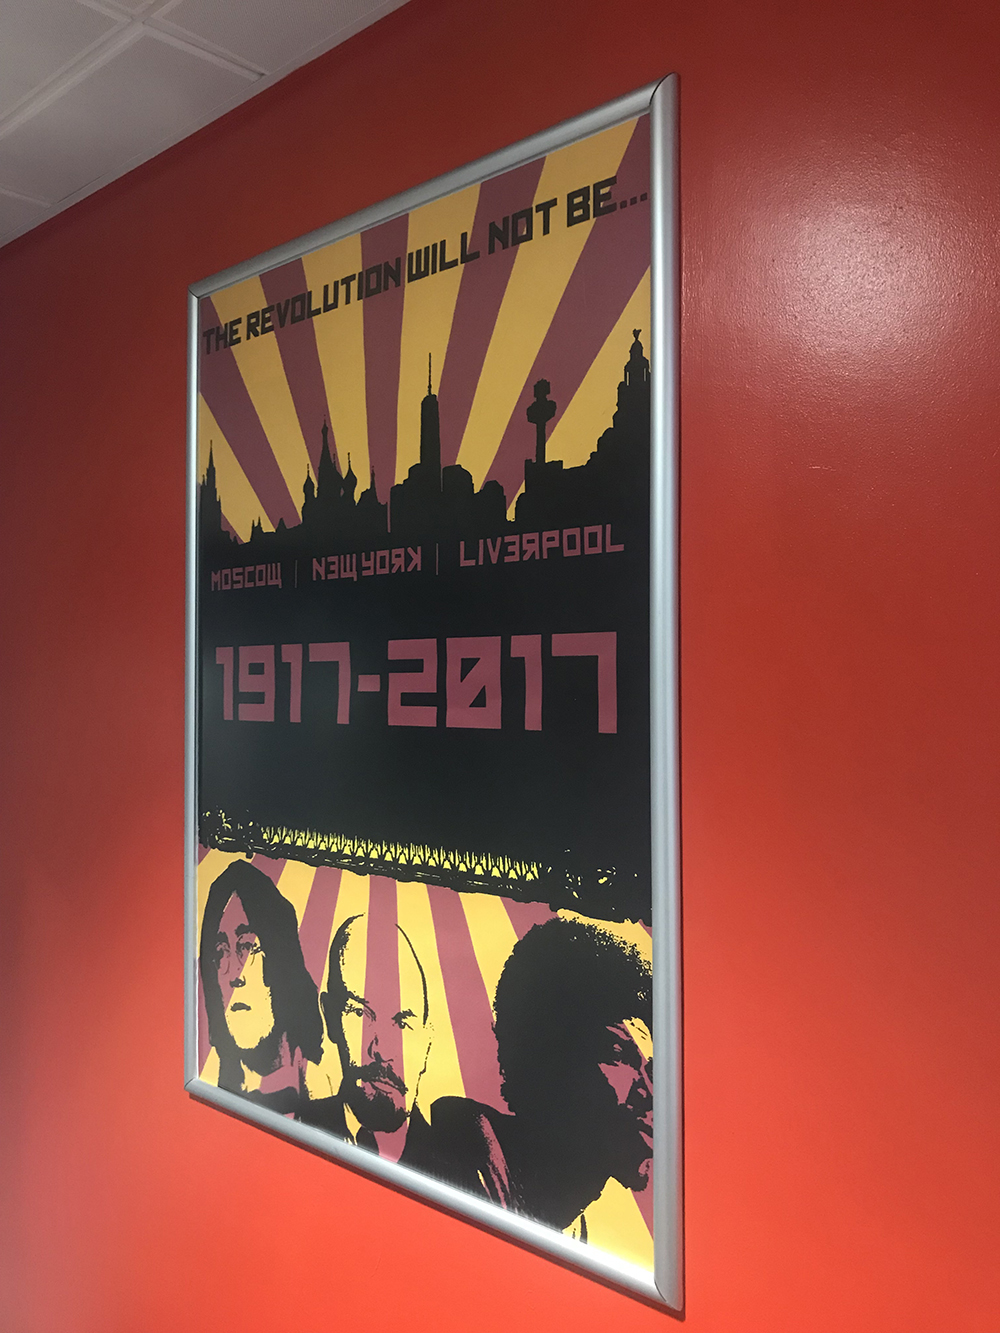 THE REVOLUTION WILL NOT BE...
MOSCOW | NEW YORK | LIVERPOOL
1917-2017